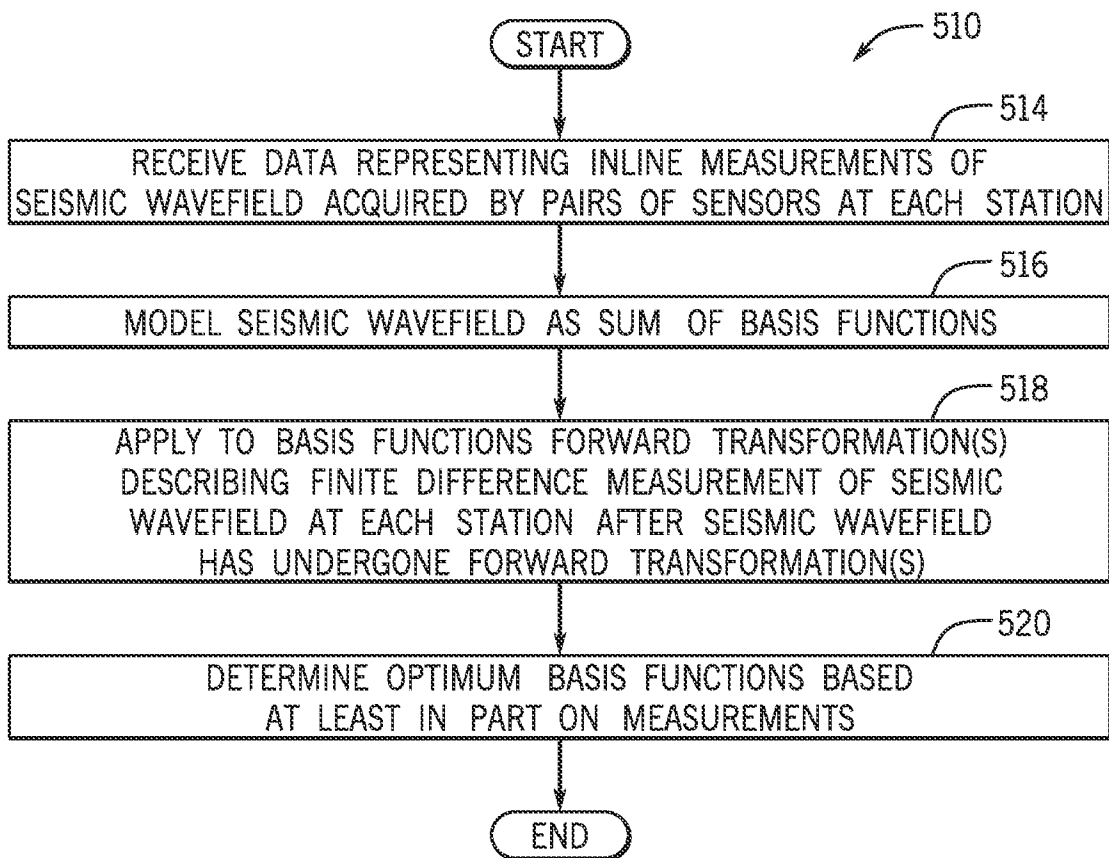 START
510
514
RECEIVE DATA REPRESENTING INLINE MEASUREMENTS OF
SEISMIC WAVEFIELD ACQUIRED BY PAIRS OF SENSORS AT EACH STATION
516
MODEL SEISMIC WAVEFIELD AS SUM OF BASIS FUNCTIONS
518
APPLY TO BASIS FUNCTIONS FORWARD TRANSFORMATION(S)
DESCRIBING FINITE DIFFERENCE MEASUREMENT OF SEISMIC
WAVEFIELD AT EACH STATION AFTER SEISMIC WAVEFIELD
HAS UNDERGONE FORWARD TRANSFORMATION(S)
520
DETERMINE OPTIMUM BASIS FUNCTIONS BASED
AT LEAST IN PART ON MEASUREMENTS
END